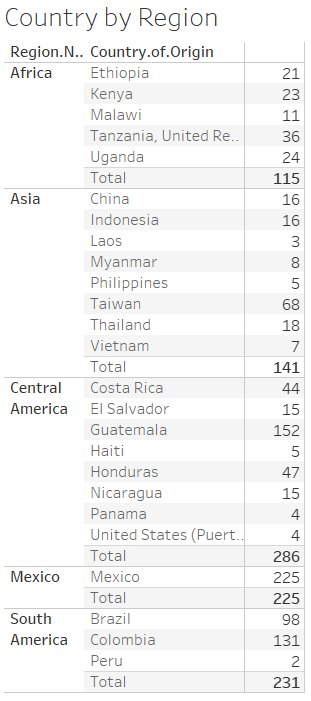 Country by Region
Region.N.. Country.of.Origin
Africa Ethiopia 21
Kenya 23
Malawi 11
Tanzania, United Re.. 36
Uganda 24
Total 115
Asia China 16
Indonesia 16
Laos 3
Myanmar 8
Philippines 5
Taiwan 68
Thailand 18
Vietnam 7
Total 141
Central Costa Rica 44
America El Salvador 15
Guatemala 152
Haiti 5
Honduras 47
Nicaragua 15
Panama 4
United States (Puert.. 4
Total 286
Mexico Mexico 225
Total 225
South Brazil 98
America Colombia 131
Peru 2
Total 231